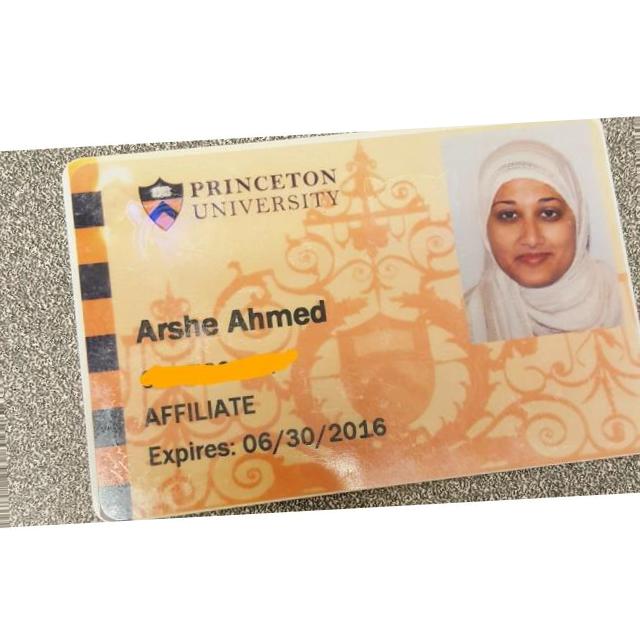 PRINCETON
UNIVERSITY
Arshe Ahmed
AFFILIATE
Expires: 06/30/2016